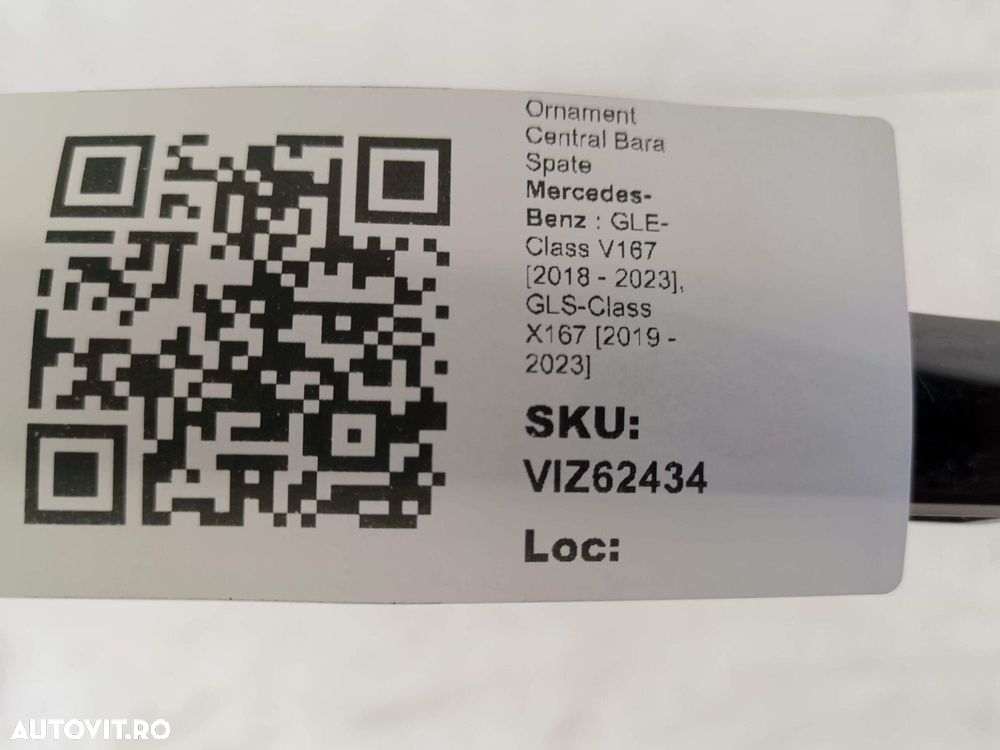 Ornament
Central Bara
Spate
Mercedes-
Benz : GLE-
Class V167
[2018 - 2023],
GLS-Class
X167 [2019 -
2023]
SKU:
VIZ62434
Loc:
AUTOVIT.RO